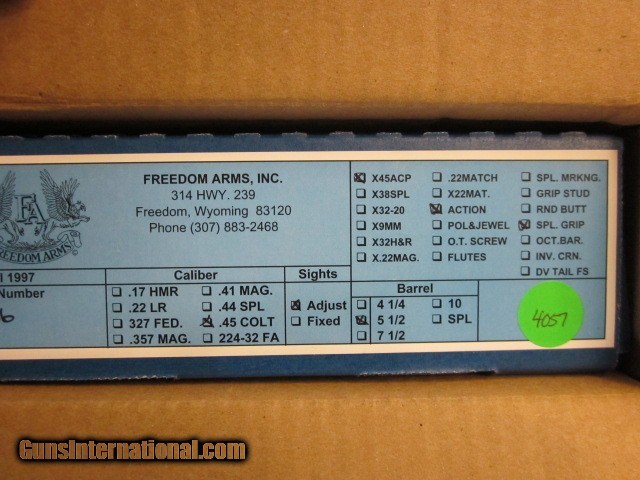 FREEDOM ARMS, INC.
314 HWY. 239
Freedom, Wyoming 83120
Phone (307) 883-2468
FA
FREEDOM ARMS
X45ACP .22MATCH SPL. MRKNG.
X38SPL X22MAT. GRIP STUD
X32-20 ACTION RND BUTT
X9MM POL&JEWEL SPL. GRIP
X32H&R O.T. SCREW OCT.BAR.
X.22MAG. FLUTES INV. CRN.
DV TAIL FS
1997
Number
6
Caliber
.17 HMR .41 MAG.
.22 LR .44 SPL
327 FED. .45 COLT
.357 MAG. 224-32 FA
Sights
Adjust
Fixed
Barrel
4 1/4 10
5 1/2 SPL
7 1/2
4057
GunsInternational.com